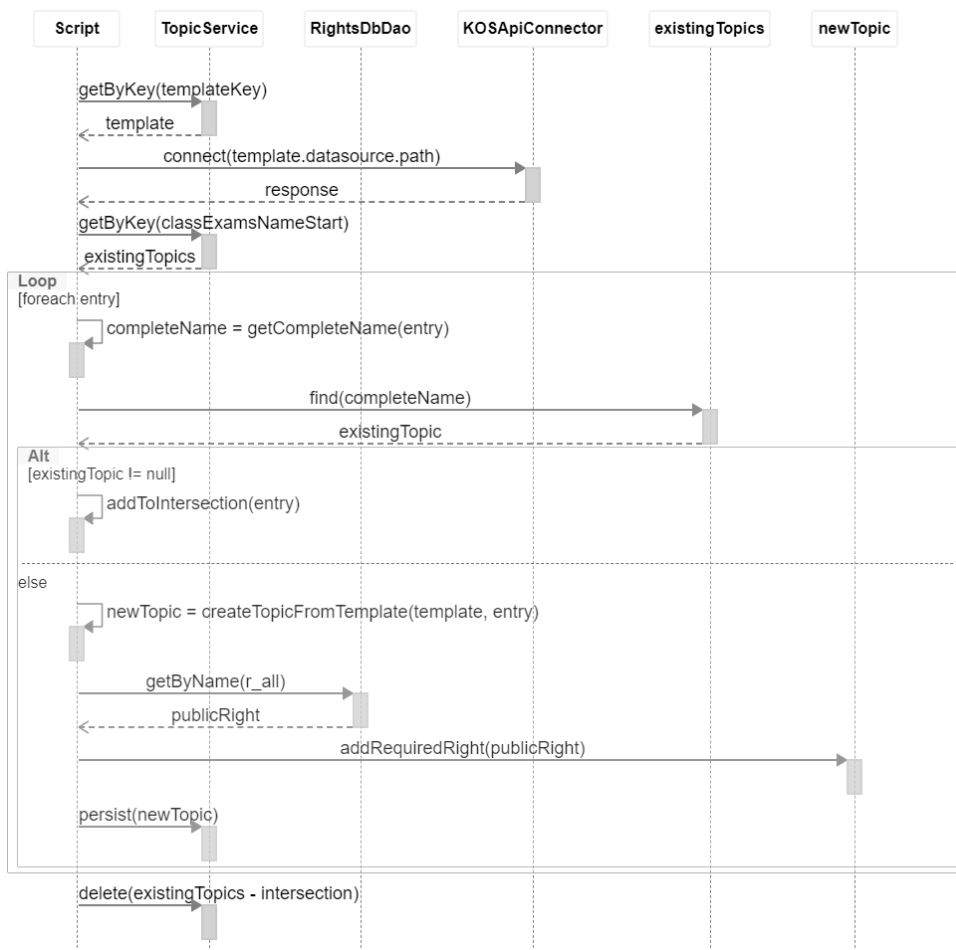 Script TopicService RightsDbDao KOSApiConnector existingTopics newTopic
getByKey(templateKey)
template
connect(template.datasource.path)
response
getByKey(classExamsNameStart)
existingTopics
Loop
[foreach entry]
completeName = getCompleteName(entry)
find(completeName)
existingTopic
Alt
[existingTopic != null]
addToIntersection(entry)
else
newTopic = createTopicFromTemplate(template, entry)
getByName(r_all)
publicRight
addRequiredRight(publicRight)
persist(newTopic)
delete(existingTopics - intersection)